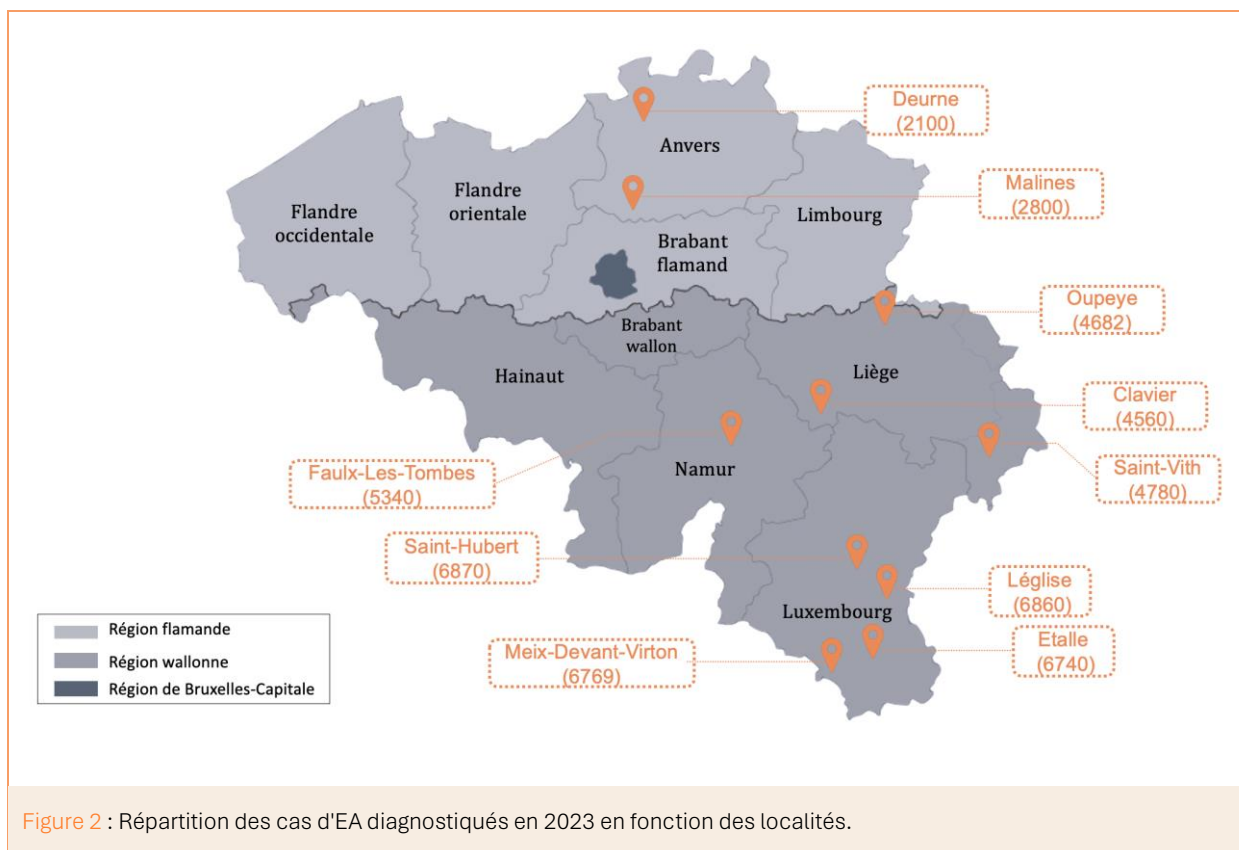 Deurne
(2100)
Anvers
Malines
(2800)
Flandre
orientale
Flandre
occidentale
Limbourg
Brabant
flamand
Oupeye
(4682)
Brabant
wallon
Hainaut
Liège
Clavier
(4560)
Faulx-Les-Tombes
(5340)
Namur
Saint-Vith
(4780)
Saint-Hubert
(6870)
Léglise
(6860)
Luxembourg
Etalle
(6740)
Meix-Devant-Virton
(6769)
Région flamande
Région wallonne
Région de Bruxelles-Capitale
Figure 2 : Répartition des cas d'EA diagnostiqués en 2023 en fonction des localités.